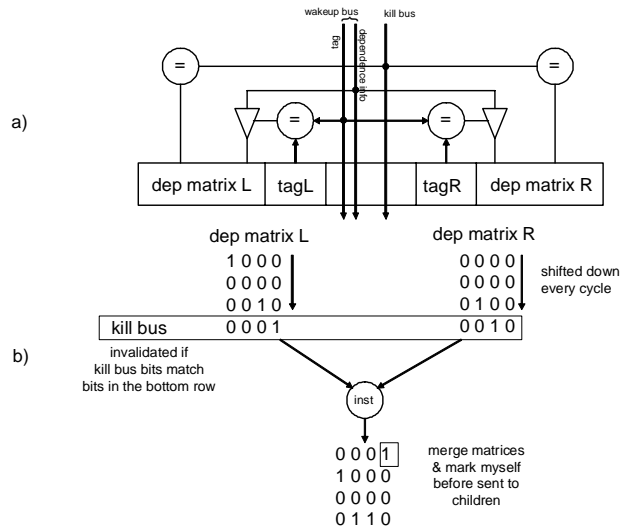 wakeup bus
kill bus
tag
dependence info
= =
a)
= =
dep matrix L tagL tagR dep matrix R
dep matrix L dep matrix R
1 0 0 0 0 0 0 0
0 0 0 0 0 0 0 0
0 0 1 0 0 1 0 0
shifted down
every cycle
kill bus 0 0 0 1 0 0 1 0
b)
invalidated if
kill bus bits match
bits in the bottom row
inst
0 0 0 1
1 0 0 0
0 0 0 0
0 1 1 0
merge matrices
& mark myself
before sent to
children